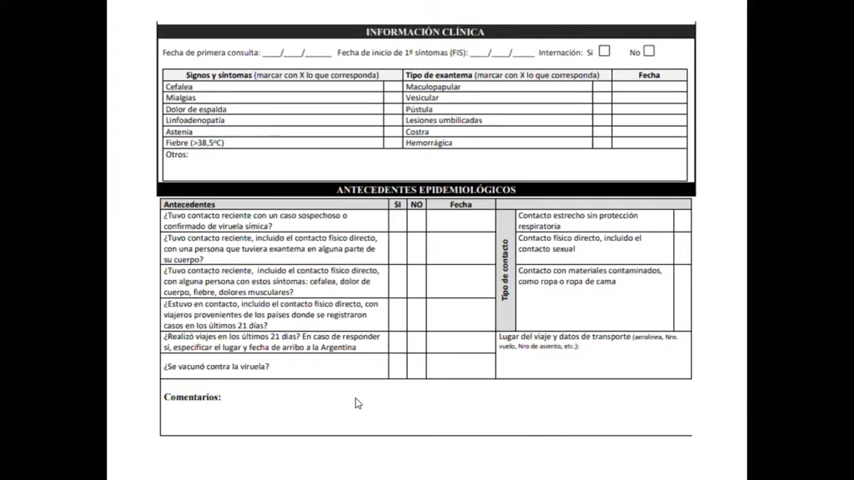 INFORMACIÓN CLÍNICA
Fecha de primera consulta: ____/____/______ Fecha de inicio de 1º síntomas (FIS): ____/____/_____ Internación: Si No
Signos y síntomas (marcar con X lo que corresponda) Tipo de exantema (marcar con X lo que corresponda) Fecha
Cefalea Maculopapular
Mialgias Vesicular
Dolor de espalda Pústula
Linfoadenopatía Lesiones umbilicadas
Astenia Costra
Fiebre (>38,5ºC) Hemorrágica
Otros:
ANTECEDENTES EPIDEMIOLÓGICOS
Antecedentes SI NO Fecha
¿Tuvo contacto reciente con un caso sospechoso o
confirmado de viruela símica?
¿Tuvo contacto reciente, incluido el contacto físico directo,
con una persona que tuviera exantema en alguna parte de
su cuerpo?
¿Tuvo contacto reciente, incluido el contacto físico directo,
con alguna persona con estos síntomas: cefalea, dolor de
cuerpo, fiebre, dolores musculares?
¿Estuvo en contacto, incluido el contacto físico directo, con
viajeros provenientes de los países donde se registraron
casos en los últimos 21 días?
¿Realizó viajes en los últimos 21 días? En caso de responder
sí, especificar el lugar y fecha de arribo a la Argentina
¿Se vacunó contra la viruela?
Tipo de contacto
Contacto estrecho sin protección
respiratoria
Contacto físico directo, incluido el
contacto sexual
Contacto con materiales contaminados,
como ropa o ropa de cama
Lugar del viaje y datos de transporte (aerolínea, Nro.
vuelo, Nro de asiento, etc.):
Comentarios: